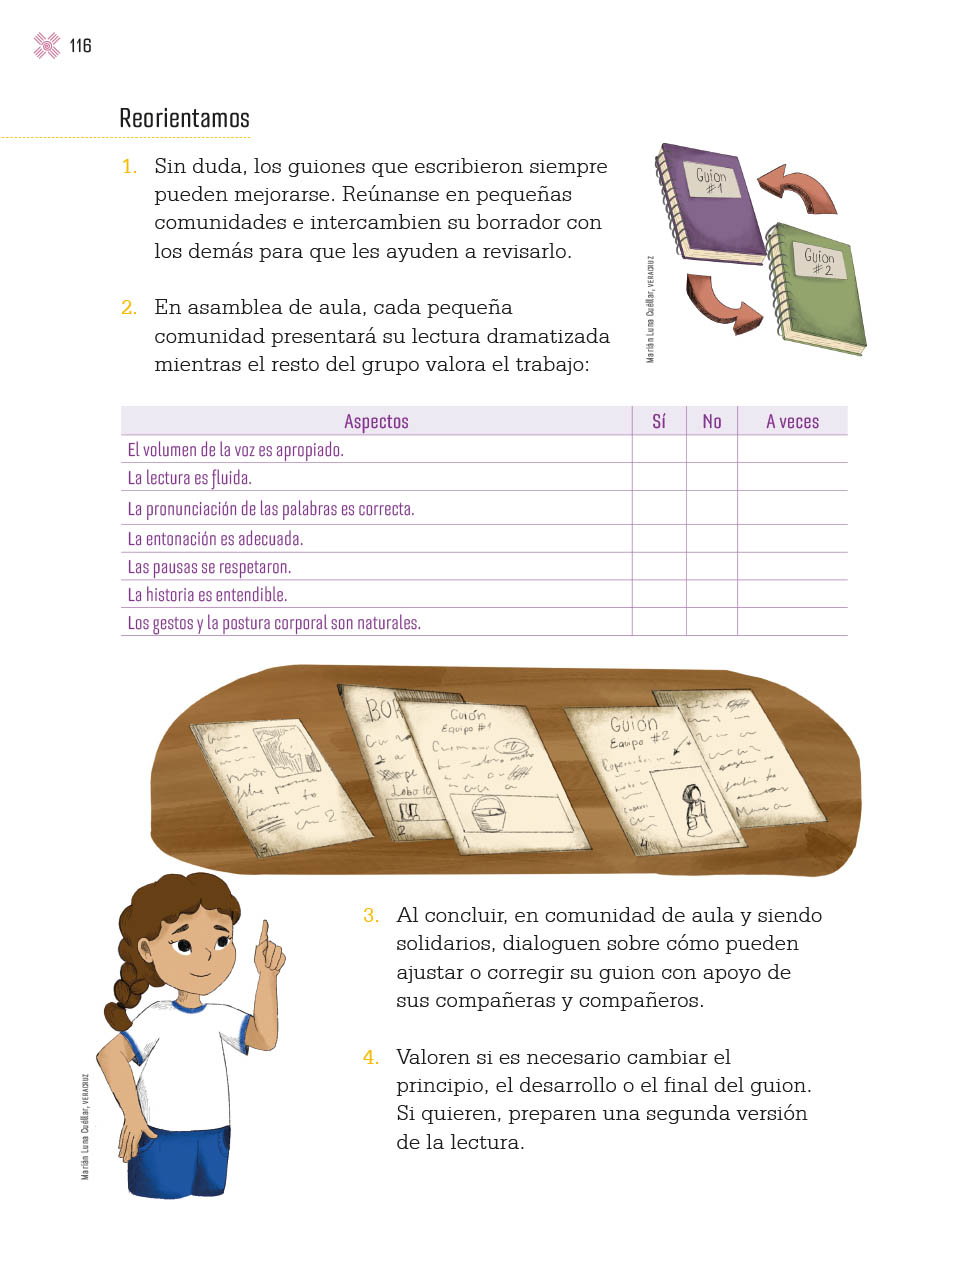 116
Reorientamos
1. Sin duda, los guiones que escribieron siempre
pueden mejorarse. Reúnanse en pequeñas
comunidades e intercambien su borrador con
los demás para que les ayuden a revisarlo.
Guion
#1
Guion
#2
Marián Luna Cuéllar, VERACRUZ
2. En asamblea de aula, cada pequeña
comunidad presentará su lectura dramatizada
mientras el resto del grupo valora el trabajo:
Aspectos Sí No A veces
El volumen de la voz es apropiado.
La lectura es fluida.
La pronunciación de las palabras es correcta.
La entonación es adecuada.
Las pausas se respetaron.
La historia es entendible.
Los gestos y la postura corporal son naturales.
3
BOR
Lobo
2
Guión
Equipo #1
1
Guión
Equipo #2
4
3. Al concluir, en comunidad de aula y siendo
solidarios, dialoguen sobre cómo pueden
ajustar o corregir su guion con apoyo de
sus compañeras y compañeros.
4. Valoren si es necesario cambiar el
principio, el desarrollo o el final del guion.
Si quieren, preparen una segunda versión
de la lectura.
Marián Luna Cuéllar, VERACRUZ